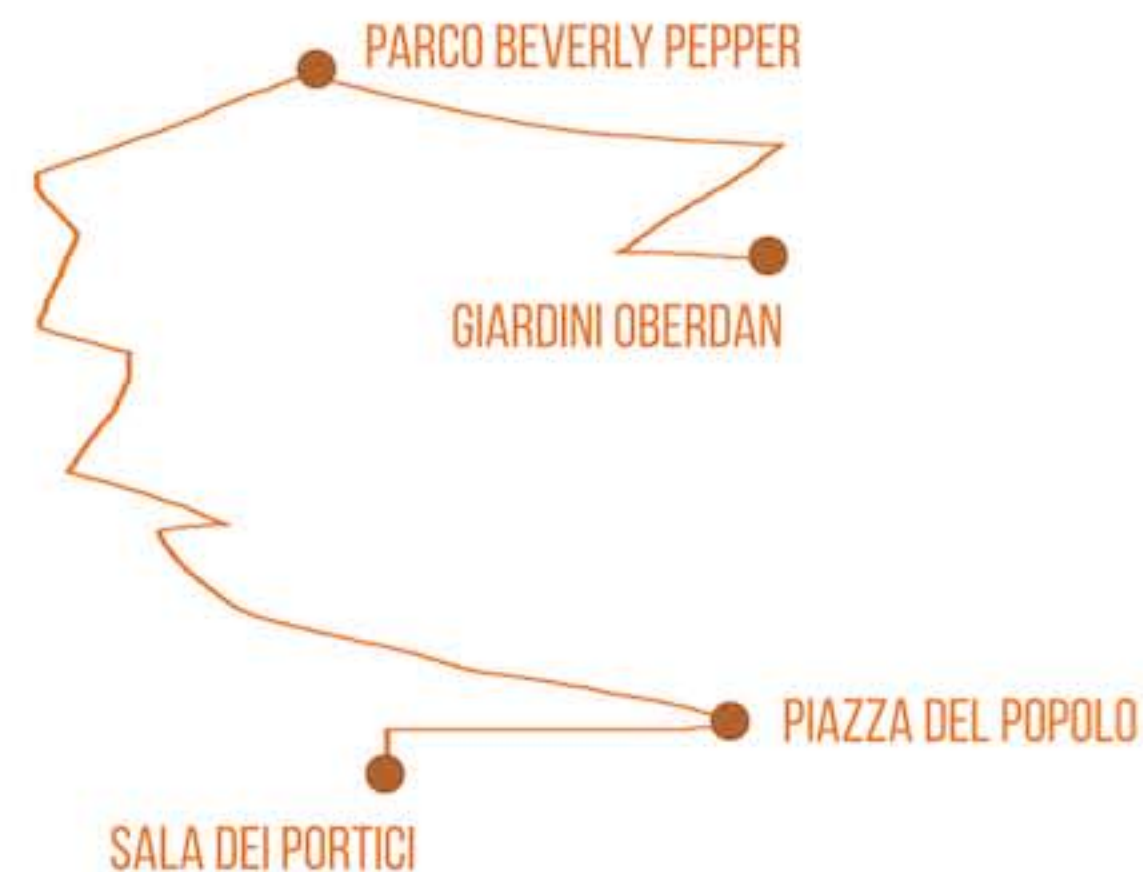 PARCO BEVERLY PEPPER
GIARDINI OBERDAN
PIAZZA DEL POPOLO
SALA DEI PORTICI